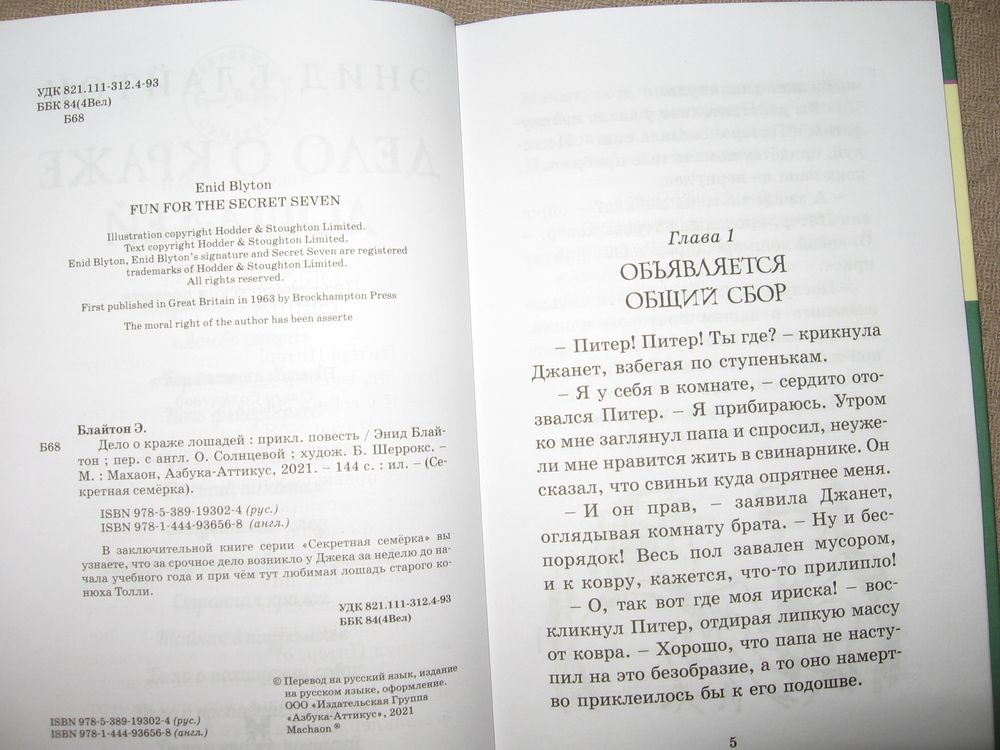 УДК 821.111-312.4-93
ББК 84(4Вел)
Б68
Enid Blyton
FUN FOR THE SECRET SEVEN
Illustration copyright Hodder & Stoughton Limited.
Text copyright Hodder & Stoughton Limited.
Enid Blyton, Enid Blyton's signature and Secret Seven are registered
trademarks of Hodder & Stoughton Limited.
All rights reserved.
First published in Great Britain in 1963 by Brockhampton Press
The moral right of the author has been asserte
Блайтон Э.
Б68 Дело о краже лошадей : прикл. повесть / Энид Блай-
тон ; пер. с англ. О. Солнцевой ; худож. Б. Шеррокс. –
М. : Махаон, Азбука-Аттикус, 2021. – 144 с. : ил. – (Се-
кретная семёрка).
ISBN 978-5-389-19302-4 (рус.)
ISBN 978-1-444-93656-8 (англ.)
В заключительной книге серии «Секретная семёрка» вы
узнаете, что за срочное дело возникло у Джека за неделю до на-
чала учебного года и при чём тут любимая лошадь старого ко-
нюха Толли.
УДК 821.111-312.4-93
ББК 84(4Вел)
© Перевод на русский язык, издание
на русском языке, оформление.
ООО «Издательская Группа
«Азбука-Аттикус», 2021
Machaon ®
ISBN 978-5-389-19302-4 (рус.)
ISBN 978-1-444-93656-8 (англ.)
Глава 1
ОБЪЯВЛЯЕТСЯ
ОБЩИЙ СБОР
– Питер! Питер! Ты где? – крикнула
Джанет, взбегая по ступенькам.
– Я у себя в комнате, – сердито ото-
звался Питер. – Я прибираюсь. Утром
ко мне заглянул папа и спросил, неуже-
ли мне нравится жить в свинарнике. Он
сказал, что свиньи куда опрятнее меня.
– И он прав, – заявила Джанет,
оглядывая комнату брата. – Ну и бес-
порядок! Весь пол завален мусором,
и к ковру, кажется, что-то прилипло!
– О, так вот где моя ириска! – вос-
кликнул Питер, отдирая липкую массу
от ковра. – Хорошо, что папа не насту-
пил на это безобразие, а то оно намерт-
во приклеилось бы к его подошве.
5